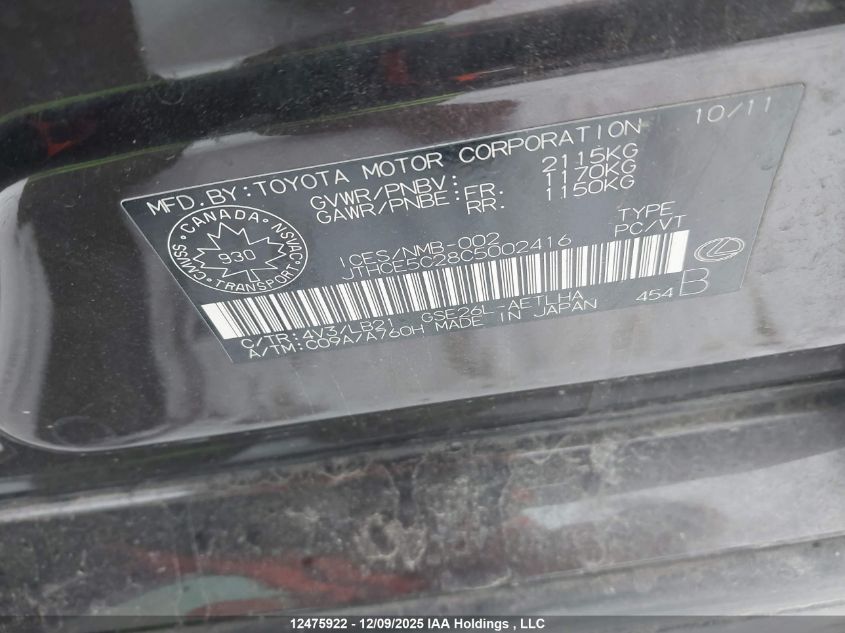 10/11
MFD.BY:TOYOTA MOTOR CORPORATION
GVWR/PNBV: 2115KG
GAWR/PNBE:FR. 1170KG
RR. 1150KG
CANADA
CMVSS NSVAC
930
TRANSPORT
ICES/NMB-002
TYPE
JTHCE5C28C5002416
PC/VT
C/TR:4V3/LB21 GSE26L-AETLHA
454 B
A/TM:C09A/A760H MADE IN JAPAN
12475922 - 12/09/2025 IAA Holdings , LLC